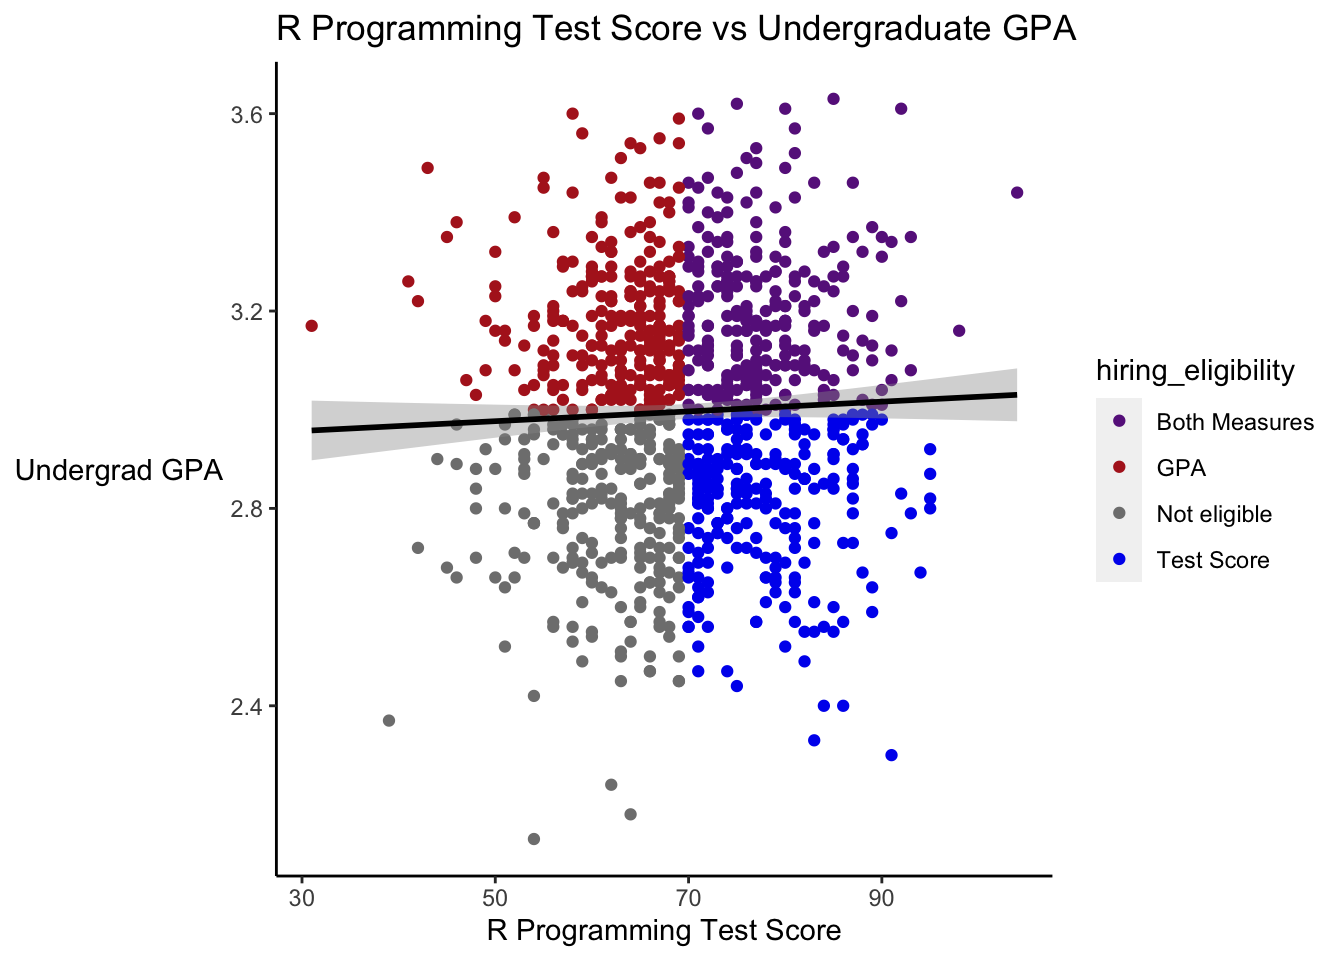 R Programming Test Score vs Undergraduate GPA
3.6
3.2
2.8
2.4
Undergrad GPA
30 50 70 90
R Programming Test Score
hiring_eligibility
Both Measures
GPA
Not eligible
Test Score